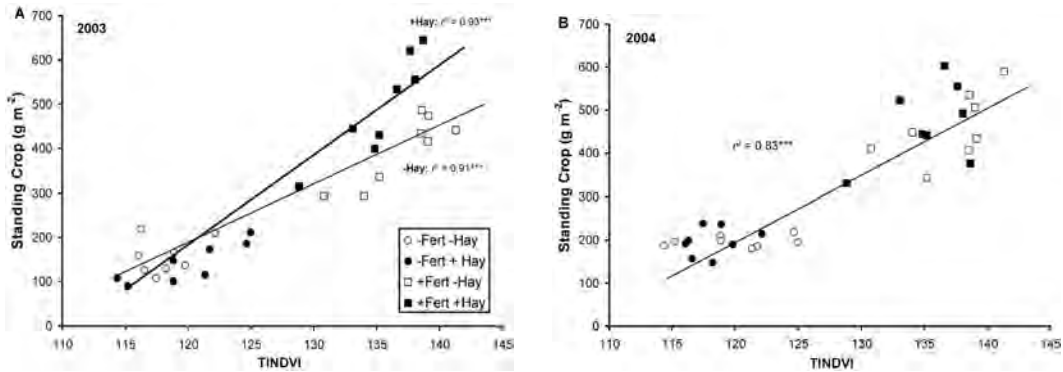 A
2003
+Hay: r² = 0.93***
700
600
500
400
300
200
100
0
Standing Crop (g m⁻²)
-Hay: r² = 0.91***
-Fert -Hay
-Fert + Hay
+Fert -Hay
+Fert +Hay
110 115 120 125 130 135 140 145
TINDVI
B
2004
r² = 0.83***
700
600
500
400
300
200
100
0
Standing Crop (g m⁻²)
110 115 120 125 130 135 140 145
TINDVI